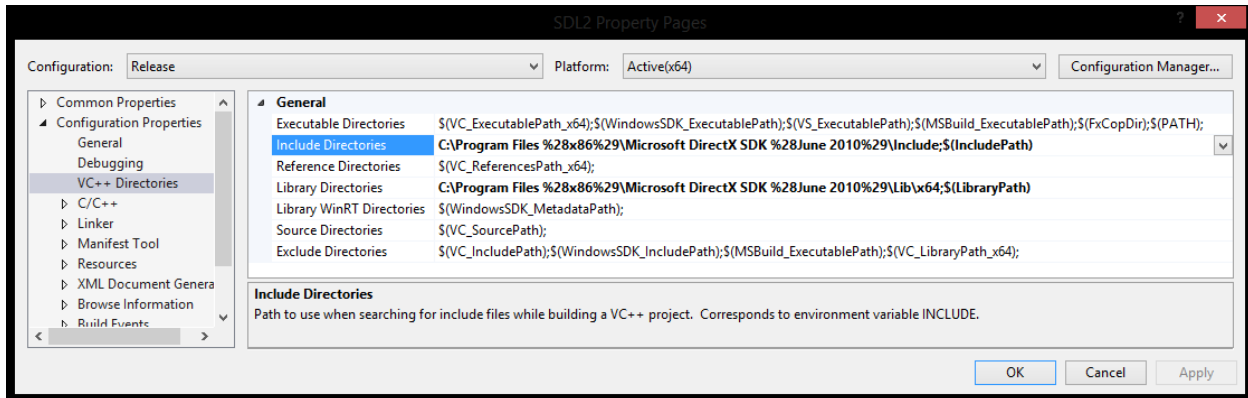 SDL2 Property Pages
? ×
Configuration: Release Platform: Active(x64) Configuration Manager...
Common Properties
Configuration Properties
General
Debugging
VC++ Directories
C/C++
Linker
Manifest Tool
Resources
XML Document Genera
Browse Information
Build Events
General
Executable Directories $(VC_ExecutablePath_x64);$(WindowsSDK_ExecutablePath);$(VS_ExecutablePath);$(MSBuild_ExecutablePath);$(FxCopDir);$(PATH);
Include Directories C:\Program Files %28x86%29\Microsoft DirectX SDK %28June 2010%29\Include;$(IncludePath)
Reference Directories $(VC_ReferencesPath_x64);
Library Directories C:\Program Files %28x86%29\Microsoft DirectX SDK %28June 2010%29\Lib\x64;$(LibraryPath)
Library WinRT Directories $(WindowsSDK_MetadataPath);
Source Directories $(VC_SourcePath);
Exclude Directories $(VC_IncludePath);$(WindowsSDK_IncludePath);$(MSBuild_ExecutablePath);$(VC_LibraryPath_x64);
Include Directories
Path to use when searching for include files while building a VC++ project. Corresponds to environment variable INCLUDE.
OK Cancel Apply